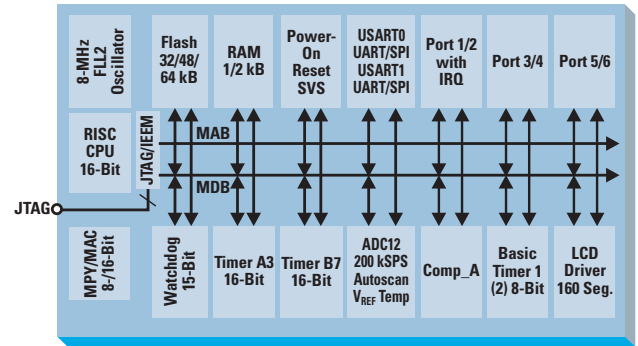 8-MHz
FLL2
Oscillator
Flash
32/48/
64 kB
RAM
1/2 kB
Power-
On
Reset
SVS
USART0
UART/SPI
USART1
UART/SPI
Port 1/2
with
IRQ
Port 3/4
Port 5/6
RISC
CPU
16-Bit
JTAG/IEEM
MAB
MDB
JTAG
MPY/MAC
8-/16-Bit
Watchdog
15-Bit
Timer A3
16-Bit
Timer B7
16-Bit
ADC12
200 kSPS
Autoscan
VREF Temp
Comp_A
Basic
Timer 1
(2) 8-Bit
LCD
Driver
160 Seg.